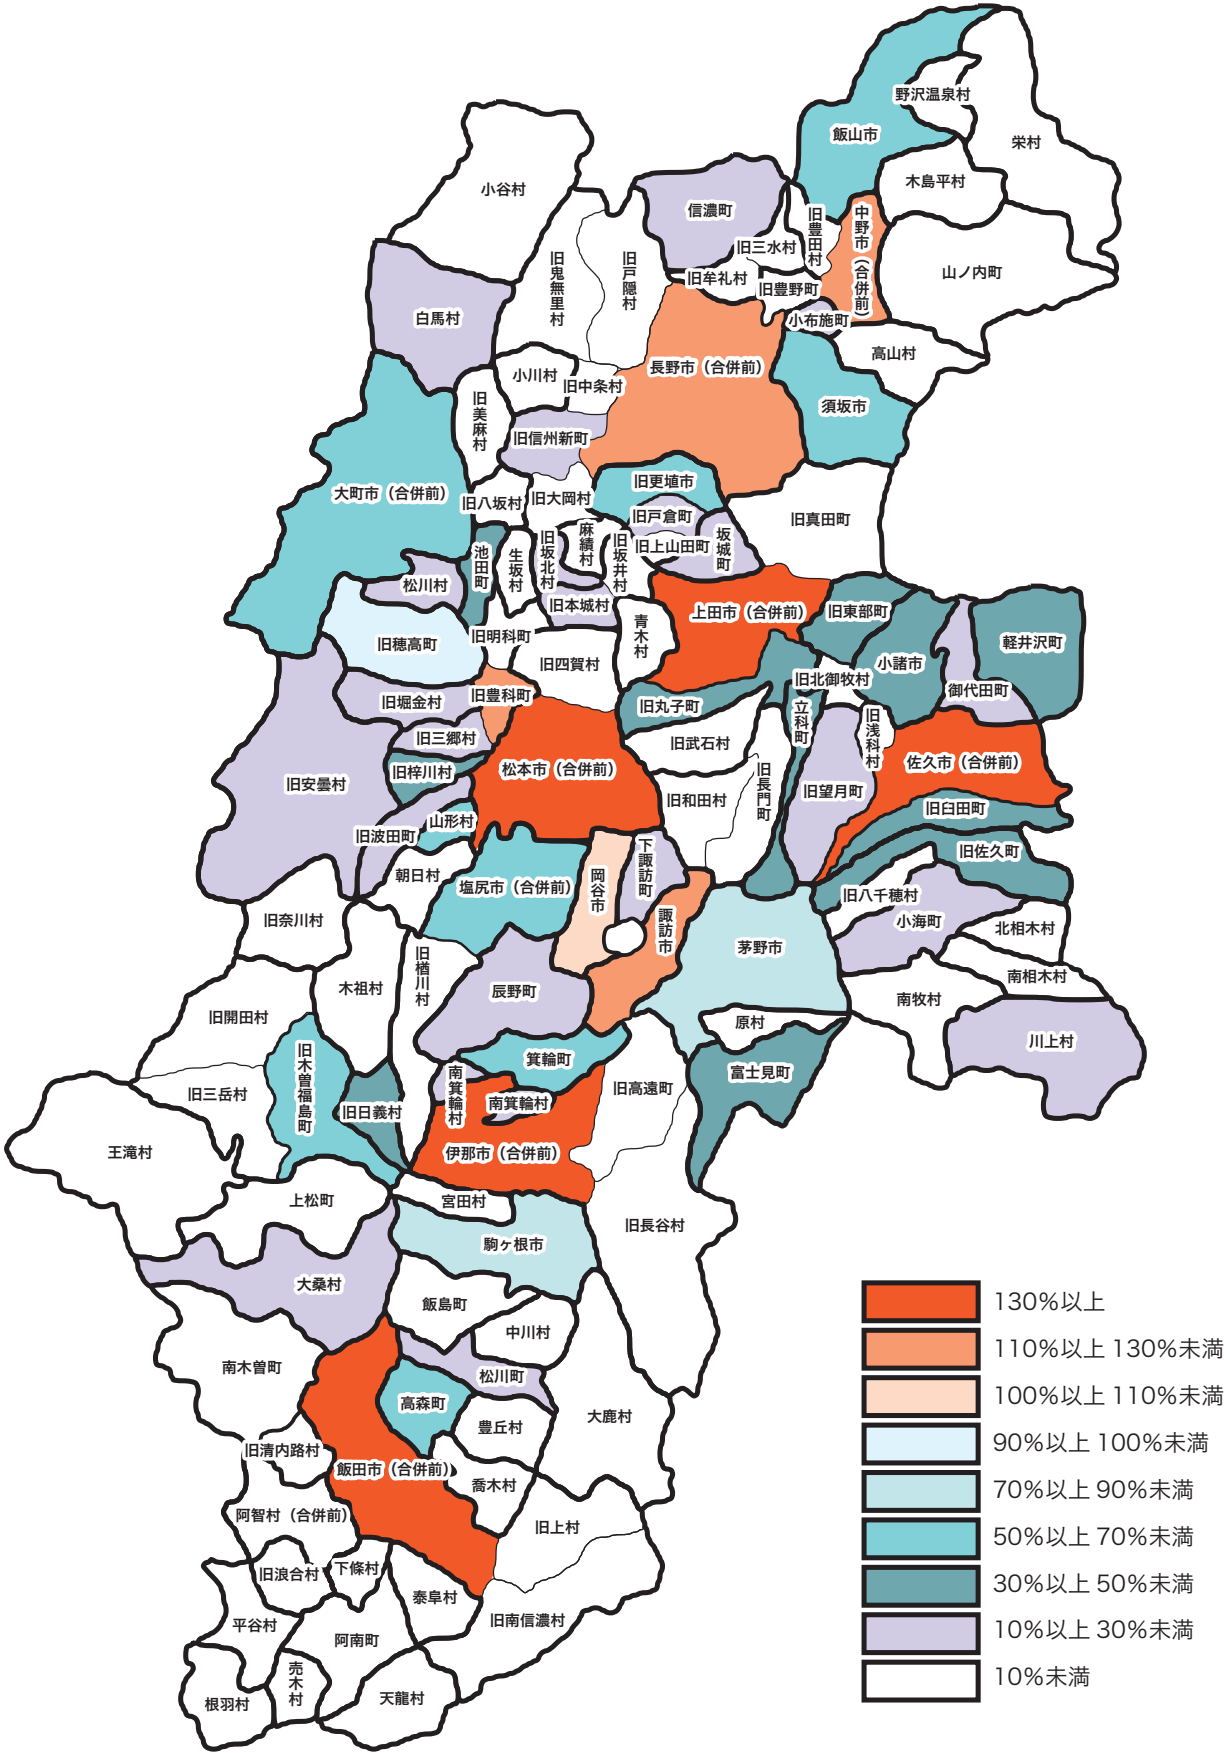 野沢温泉村
飯山市
栄村
木島平村
小谷村
信濃町
旧豊田村
中野市（合併前）
旧三水村
旧鬼無里村
旧戸隠村
旧牟礼村
旧豊野町
山ノ内町
白馬村
小布施町
高山村
長野市（合併前）
小川村
旧中条村
須坂市
旧美麻村
旧信州新町
大町市（合併前）
旧更埴市
旧八坂村
旧大岡村
旧戸倉町
旧真田町
池田町
生坂村
旧坂北村
麻績村
旧坂井村
旧上山田町
坂城町
松川村
旧本城村
上田市（合併前）
旧東部町
旧穂高町
旧明科町
青木村
軽井沢町
旧四賀村
小諸市
旧北御牧村
御代田町
旧堀金村
旧豊科町
旧丸子町
立科町
旧浅科村
旧三郷村
旧武石村
旧梓川村
松本市（合併前）
佐久市（合併前）
旧安曇村
旧和田村
旧長門町
旧望月町
旧臼田町
旧波田町
山形村
旧佐久町
朝日村
塩尻市（合併前）
岡谷市
下諏訪町
旧八千穂村
旧奈川村
諏訪市
小海町
北相木村
茅野市
旧楢川村
木祖村
辰野町
南相木村
南牧村
旧開田村
原村
川上村
箕輪町
旧木曽福島町
富士見町
旧三岳村
旧日義村
南箕輪村
南箕輪村
旧高遠町
王滝村
伊那市（合併前）
上松町
宮田村
旧長谷村
駒ヶ根市
大桑村
飯島町
中川村
南木曽町
松川町
高森町
豊丘村
大鹿村
旧清内路村
飯田市（合併前）
喬木村
阿智村（合併前）
旧上村
旧浪合村
下條村
泰阜村
平谷村
旧南信濃村
阿南町
売木村
根羽村
天龍村
130%以上
110%以上 130%未満
100%以上 110%未満
90%以上 100%未満
70%以上 90%未満
50%以上 70%未満
30%以上 50%未満
10%以上 30%未満
10%未満